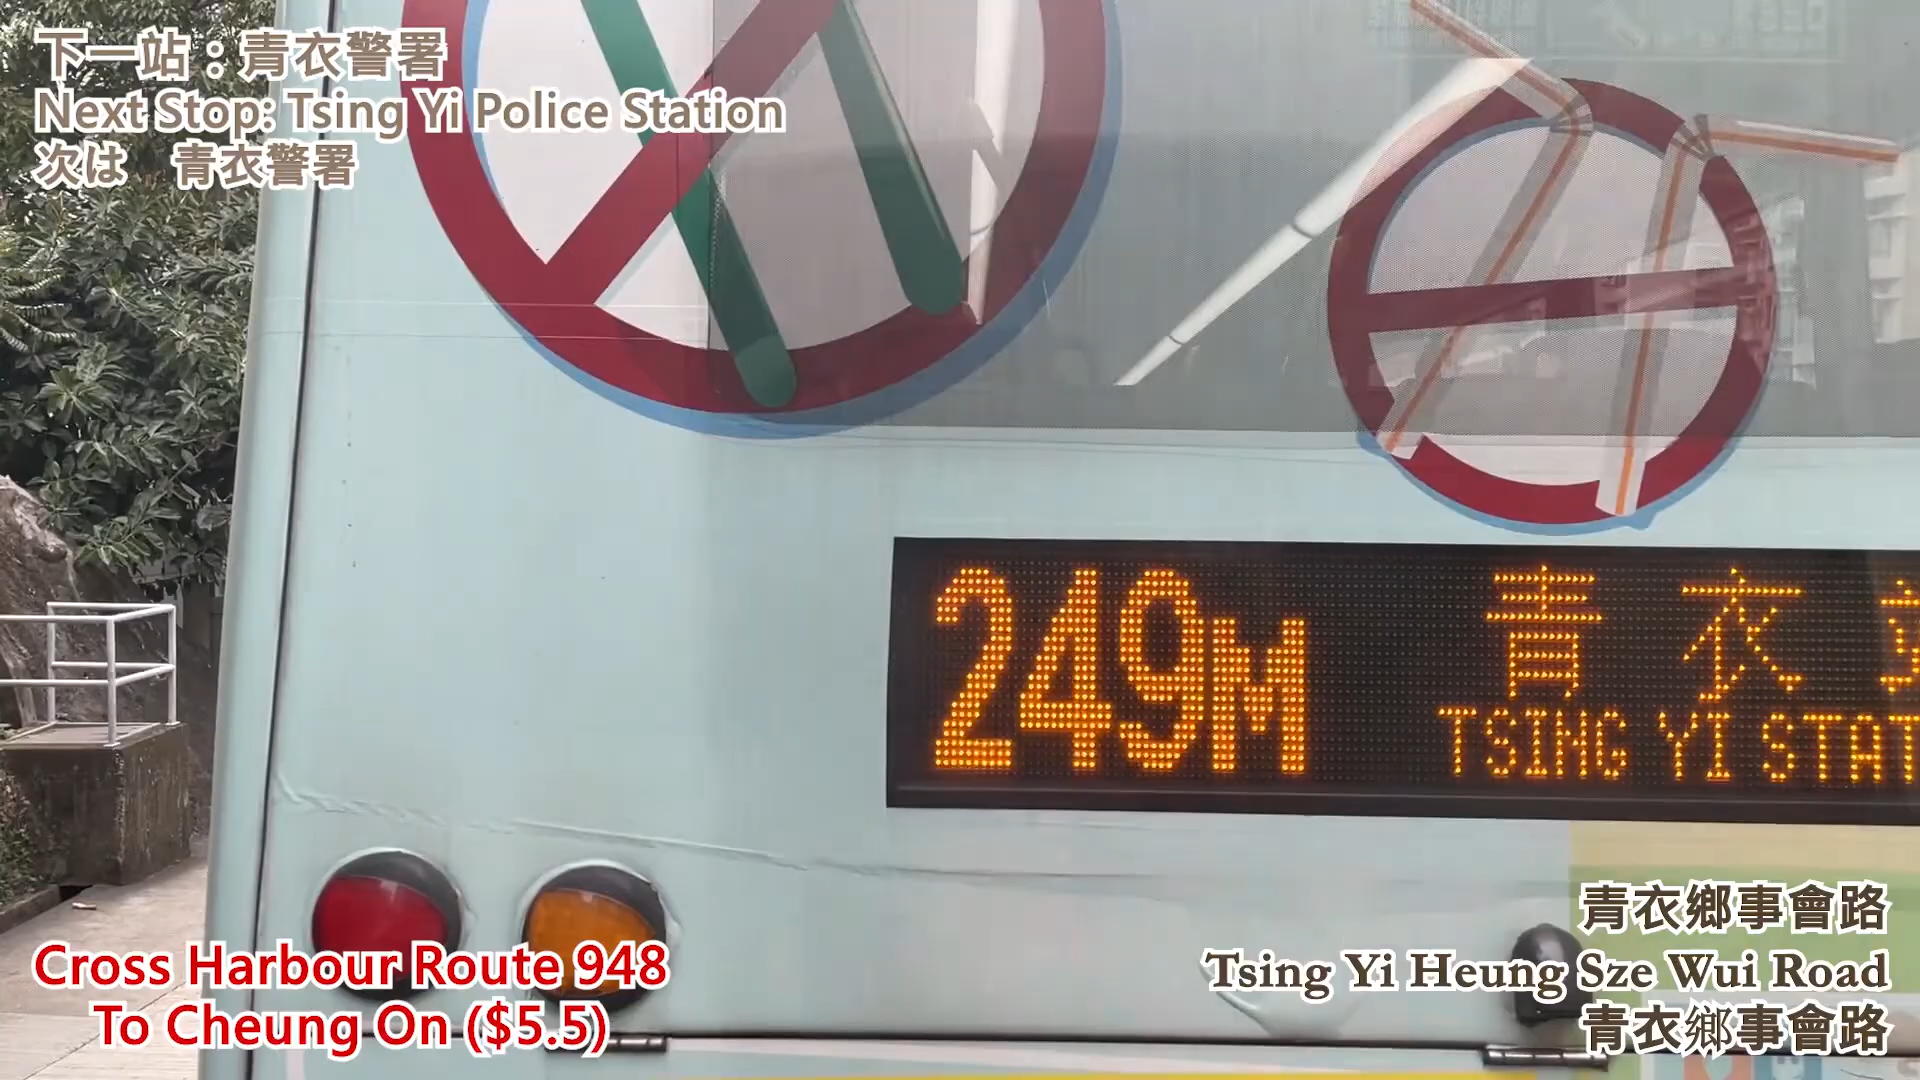 下一站：青衣警署
Next Stop: Tsing Yi Police Station
次は　青衣警署
249M 青衣
TSING YI STAT
Cross Harbour Route 948
To Cheung On ($5.5)
青衣鄉事會路
Tsing Yi Heung Sze Wui Road
青衣鄉事會路